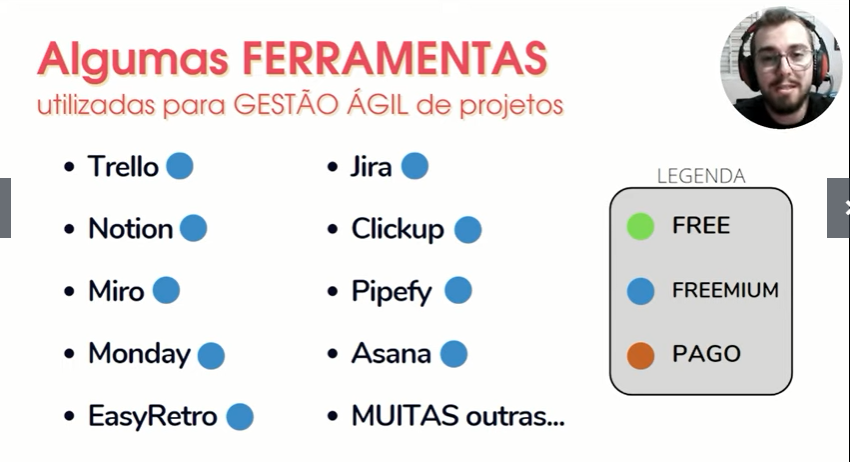 Algumas FERRAMENTAS
utilizadas para GESTÃO ÁGIL de projetos
• Trello
• Notion
• Miro
• Monday
• EasyRetro
• Jira
• Clickup
• Pipefy
• Asana
• MUITAS outras...
LEGENDA
FREE
FREEMIUM
PAGO